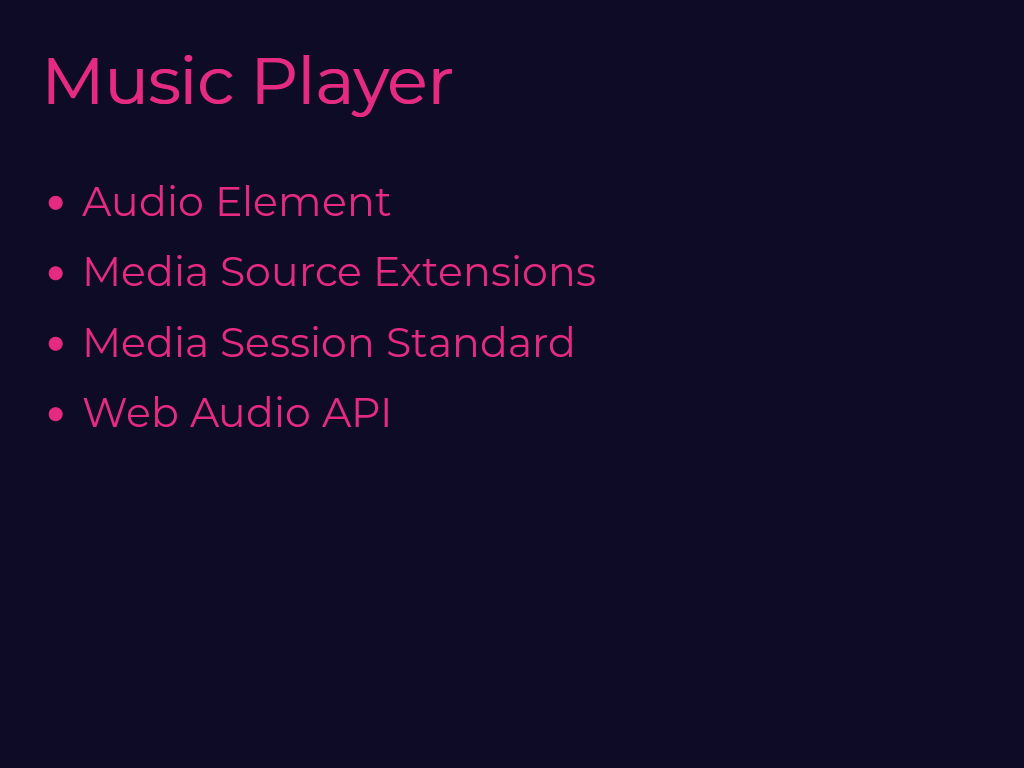 Music Player
• Audio Element
• Media Source Extensions
• Media Session Standard
• Web Audio API